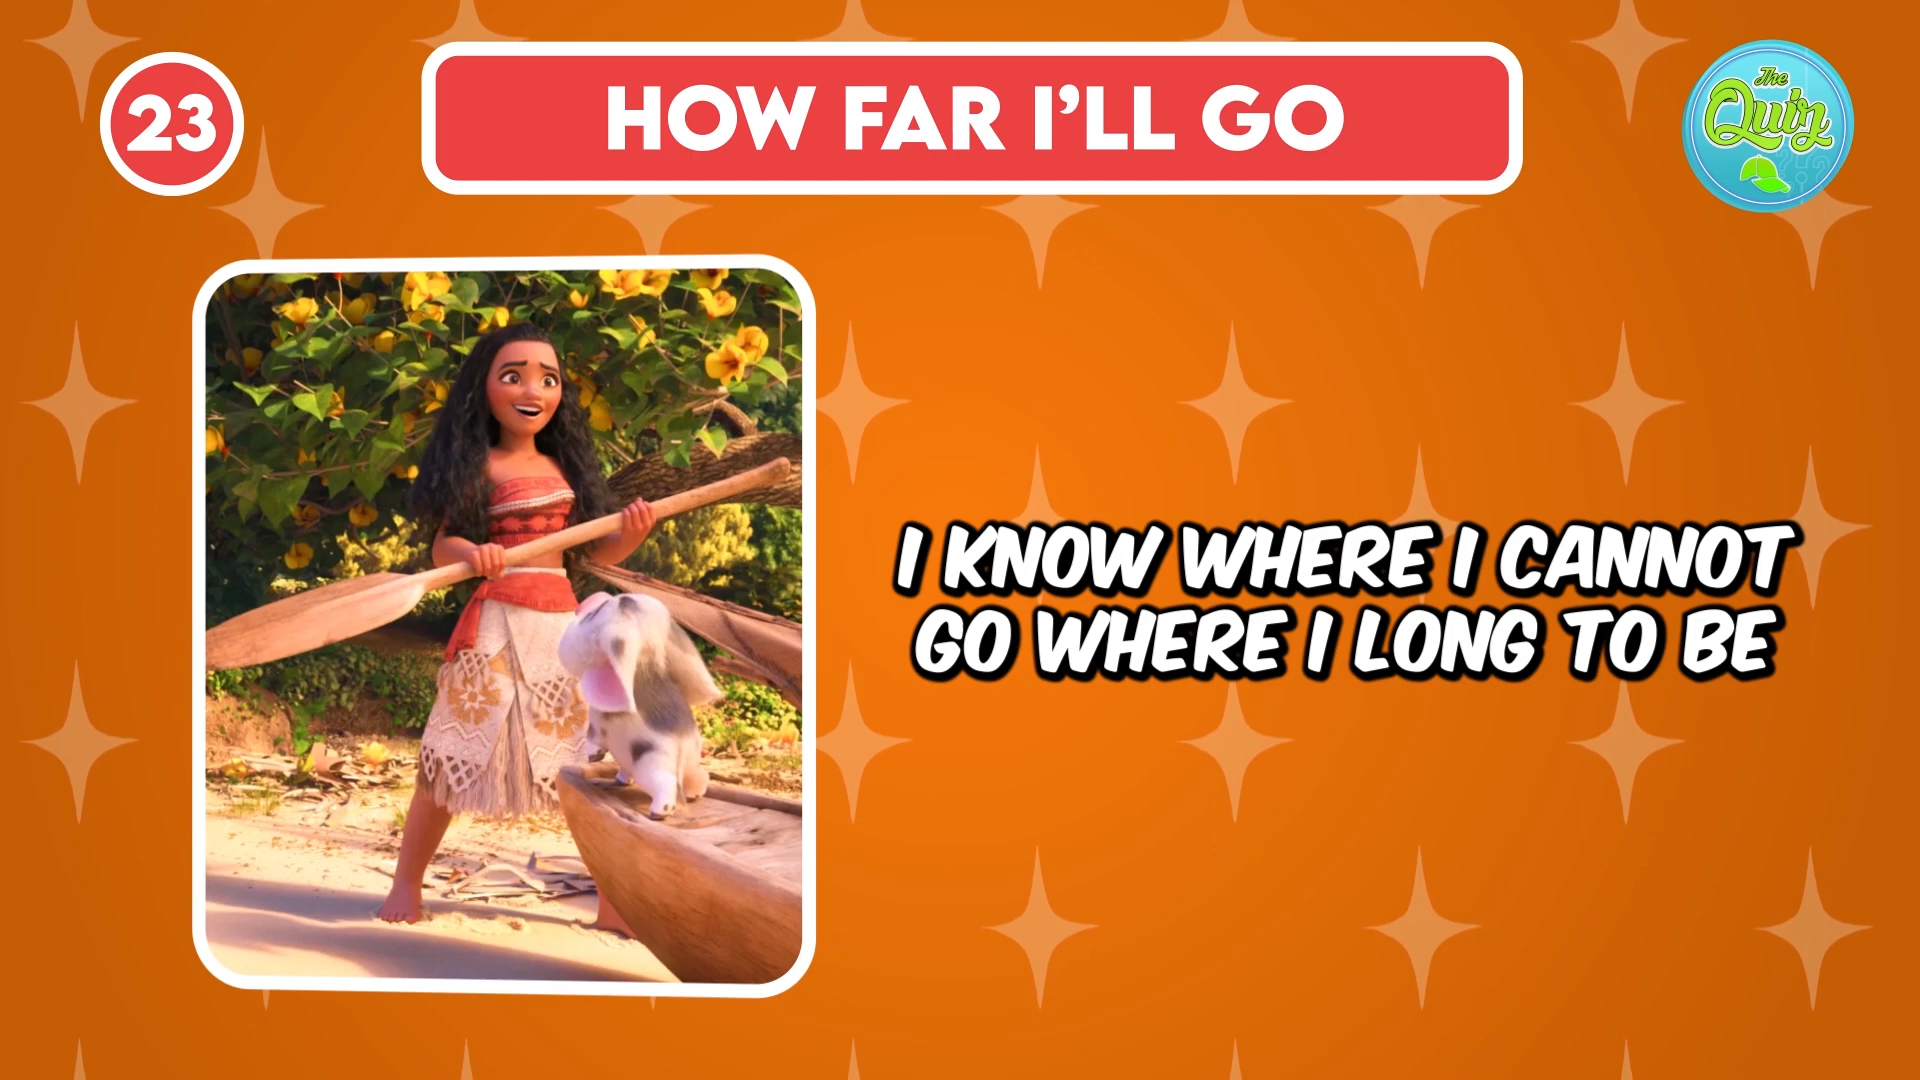 23
HOW FAR I'LL GO
The
Quiz
I KNOW WHERE I CANNOT
GO WHERE I LONG TO BE